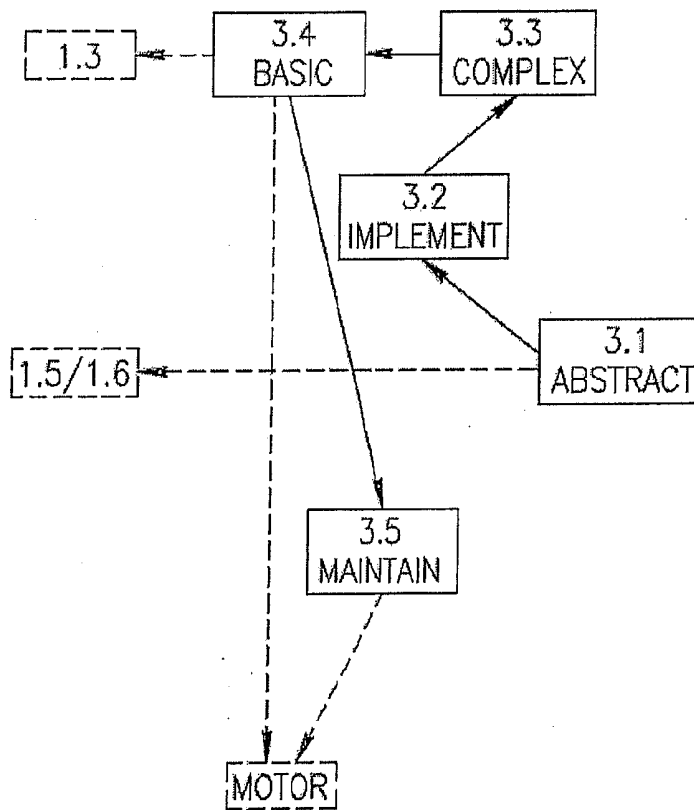 1.3
3.4
BASIC
3.3
COMPLEX
3.2
IMPLEMENT
3.1
ABSTRACT
1.5/1.6
3.5
MAINTAIN
MOTOR